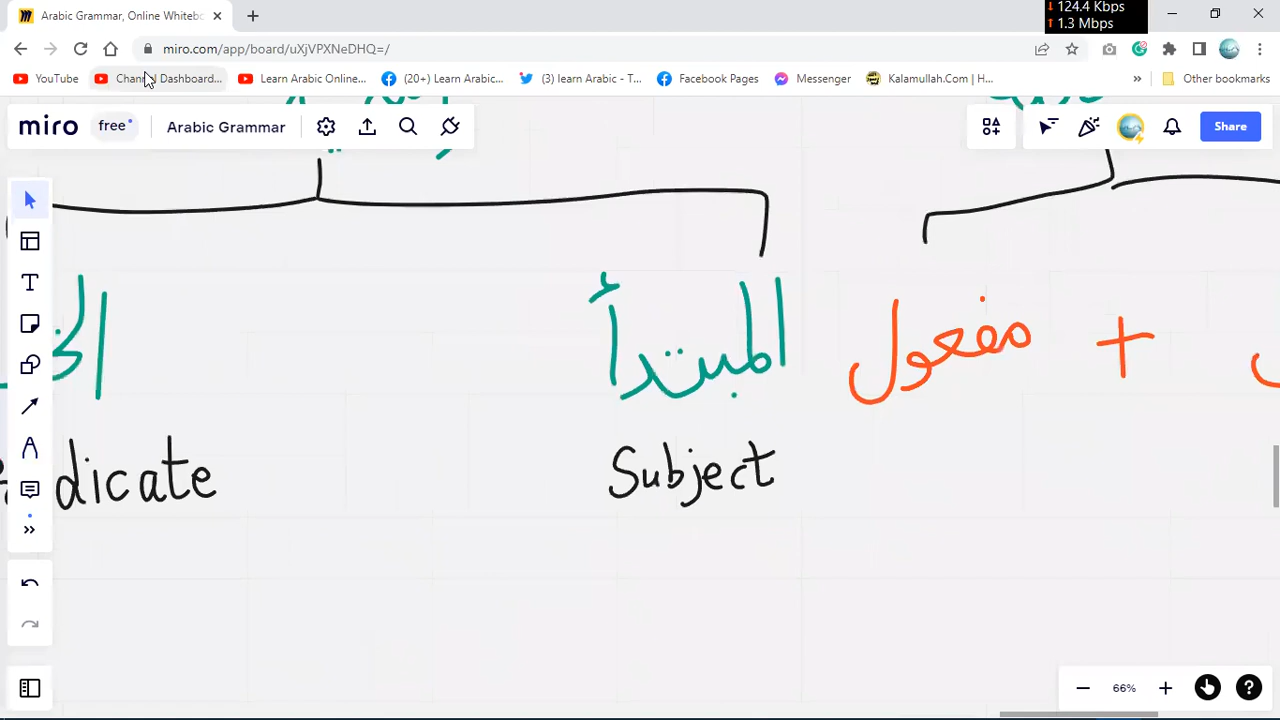 124.4 Kbps
1.3 Mbps
Arabic Grammar, Online Whiteb
miro.com/app/board/uXjVPXNeDHQ=/
YouTube
Dashboard...
Learn Arabic Online...
(20+) Learn Arabic...
(3) learn Arabic - T...
Facebook Pages
Messenger
Kalamullah.Com | H...
Other bookmarks
miro
free
Arabic Grammar
Share
المبتدأ
مفعول +
dicate
Subject
66%